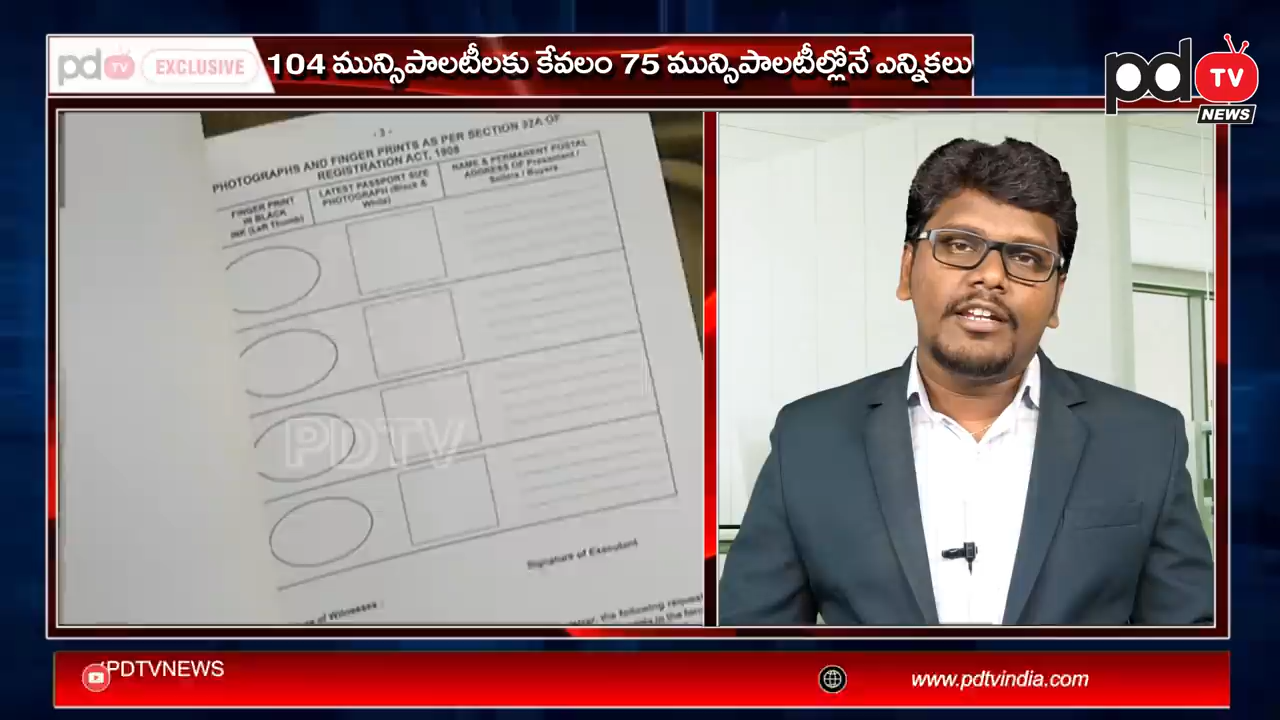 pd TV EXCLUSIVE
104 మున్సిపాలటీలకు కేవలం 75 మున్సిపాలటీల్లోనే ఎన్నికలు
pd TV
NEWS
- 3 -
PHOTOGRAPHS AND FINGER PRINTS AS PER SECTION 32A OF
REGISTRATION ACT, 1908
FINGER PRINT
IN BLACK
INK (Left Thumb)
LATEST PASSPORT SIZE
PHOTOGRAPH (Black &
White)
NAME & PERMANENT POSTAL
ADDRESS OF Presentant /
Sellers / Buyers
PDTV
Signature of Executant
of Witnesses :
the following request
/PDTVNEWS
www.pdtvindia.com